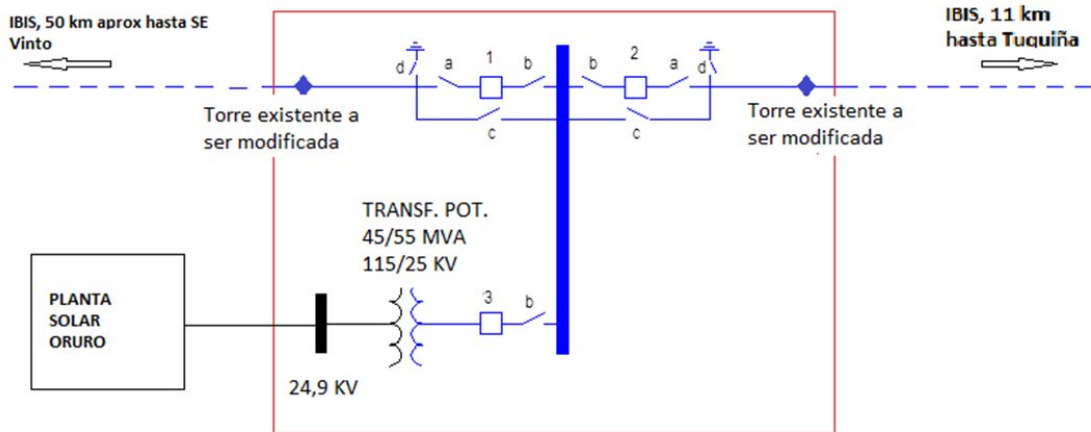 IBIS, 50 km aprox hasta SE
Vinto
IBIS, 11 km
hasta Tuquiña
d
a
1
b
b
2
a
d
c
c
Torre existente a
ser modificada
Torre existente a
ser modificada
TRANSF. POT.
45/55 MVA
115/25 KV
3
b
PLANTA
SOLAR
ORURO
24,9 KV